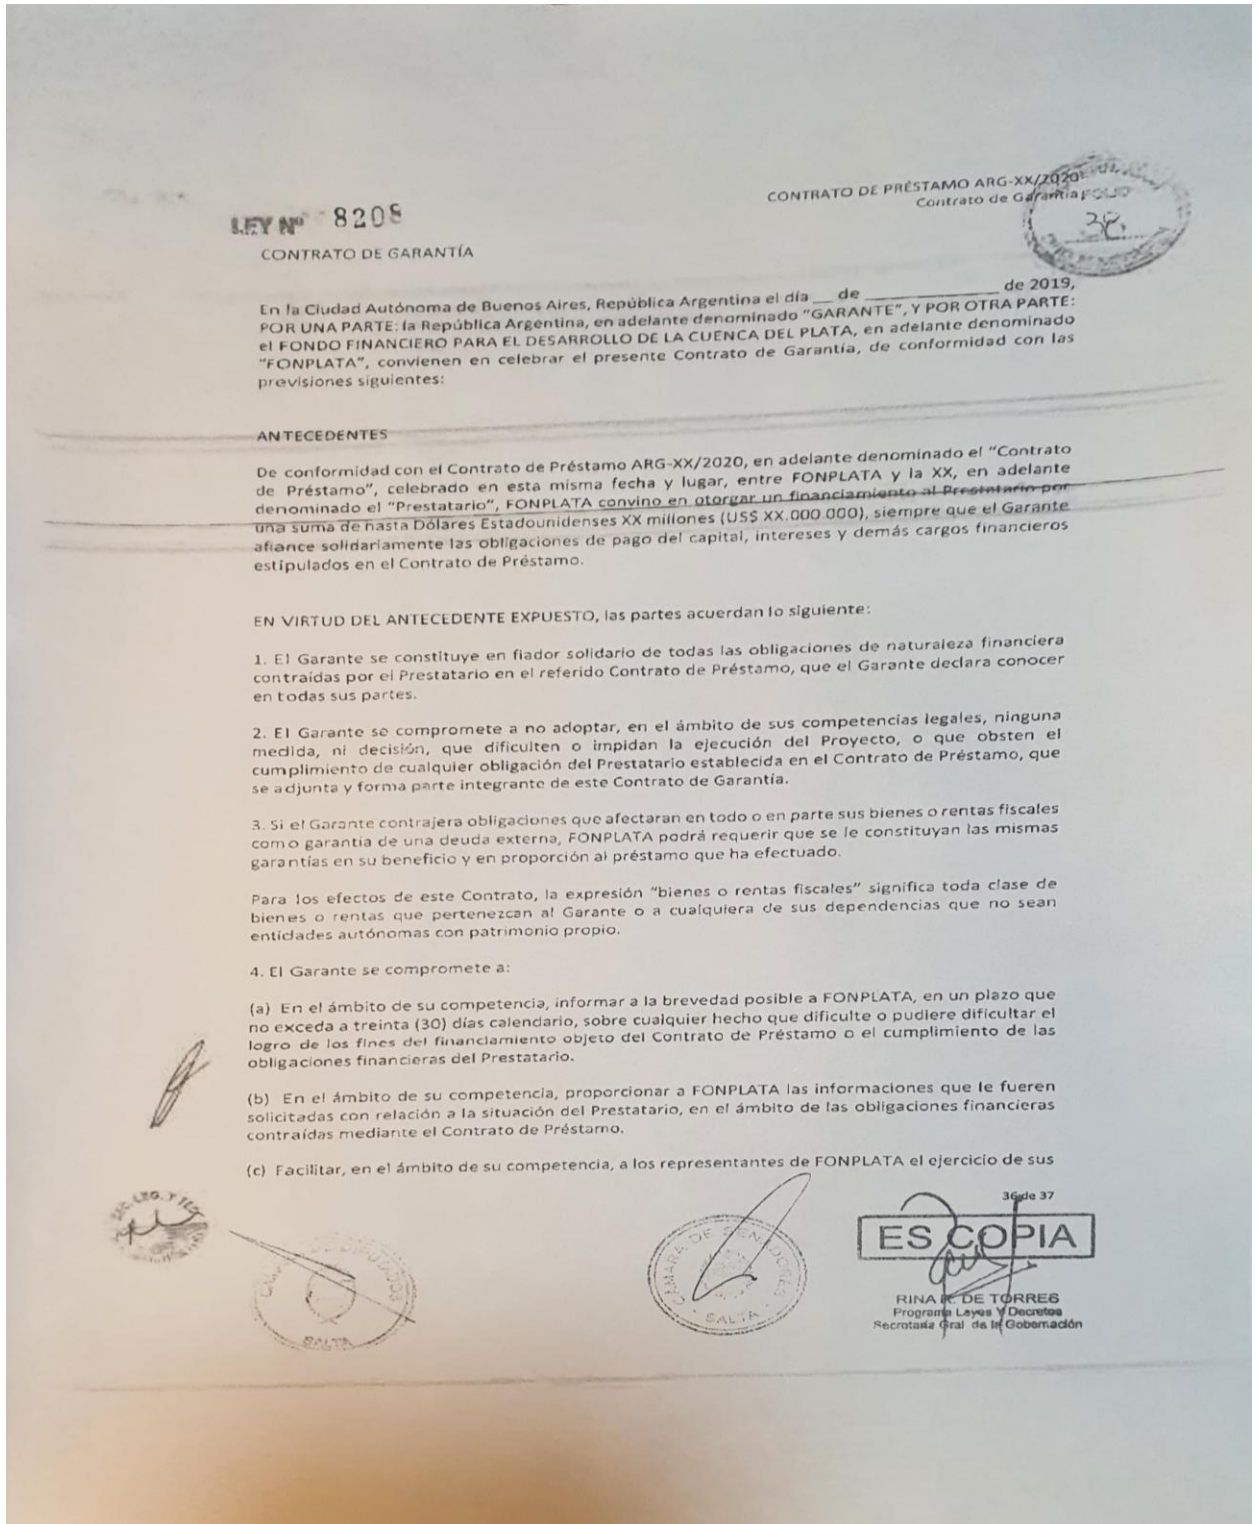 CONTRATO DE PRÉSTAMO ARG-XX/2020
Contrato de Garantía
FOLIO
LEY Nº 8208
CONTRATO DE GARANTÍA
En la Ciudad Autónoma de Buenos Aires, República Argentina el día __ de ____________ de 2019,
POR UNA PARTE: la República Argentina, en adelante denominado "GARANTE", Y POR OTRA PARTE:
el FONDO FINANCIERO PARA EL DESARROLLO DE LA CUENCA DEL PLATA, en adelante denominado
"FONPLATA", convienen en celebrar el presente Contrato de Garantía, de conformidad con las
previsiones siguientes:
ANTECEDENTES
De conformidad con el Contrato de Préstamo ARG-XX/2020, en adelante denominado el "Contrato
de Préstamo", celebrado en esta misma fecha y lugar, entre FONPLATA y la XX, en adelante
denominado el "Prestatario", FONPLATA convino en otorgar un financiamiento al Prestatario por
una suma de hasta Dólares Estadounidenses XX millones (US$ XX.000.000), siempre que el Garante
afiance solidariamente las obligaciones de pago del capital, intereses y demás cargos financieros
estipulados en el Contrato de Préstamo.
EN VIRTUD DEL ANTECEDENTE EXPUESTO, las partes acuerdan lo siguiente:
1. El Garante se constituye en fiador solidario de todas las obligaciones de naturaleza financiera
contraídas por el Prestatario en el referido Contrato de Préstamo, que el Garante declara conocer
en todas sus partes.
2. El Garante se compromete a no adoptar, en el ámbito de sus competencias legales, ninguna
medida, ni decisión, que dificulten o impidan la ejecución del Proyecto, o que obsten el
cumplimiento de cualquier obligación del Prestatario establecida en el Contrato de Préstamo, que
se adjunta y forma parte integrante de este Contrato de Garantía.
3. Si el Garante contrajera obligaciones que afectaran en todo o en parte sus bienes o rentas fiscales
como garantía de una deuda externa, FONPLATA podrá requerir que se le constituyan las mismas
garantías en su beneficio y en proporción al préstamo que ha efectuado.
Para los efectos de este Contrato, la expresión "bienes o rentas fiscales" significa toda clase de
bienes o rentas que pertenezcan al Garante o a cualquiera de sus dependencias que no sean
entidades autónomas con patrimonio propio.
4. El Garante se compromete a:
(a) En el ámbito de su competencia, informar a la brevedad posible a FONPLATA, en un plazo que
no exceda a treinta (30) días calendario, sobre cualquier hecho que dificulte o pudiere dificultar el
logro de los fines del financiamiento objeto del Contrato de Préstamo o el cumplimiento de las
obligaciones financieras del Prestatario.
(b) En el ámbito de su competencia, proporcionar a FONPLATA las informaciones que le fueren
solicitadas con relación a la situación del Prestatario, en el ámbito de las obligaciones financieras
contraídas mediante el Contrato de Préstamo.
(c) Facilitar, en el ámbito de su competencia, a los representantes de FONPLATA el ejercicio de sus
36 de 37
SEC. LEG. Y TEC
DIPUTADOS
SALTA
CÁMARA DE SENADORES
SALTA
ES COPIA
RINA R. DE TORRES
Programa Leyes Y Decretos
Secretaría Gral de la Gobernación